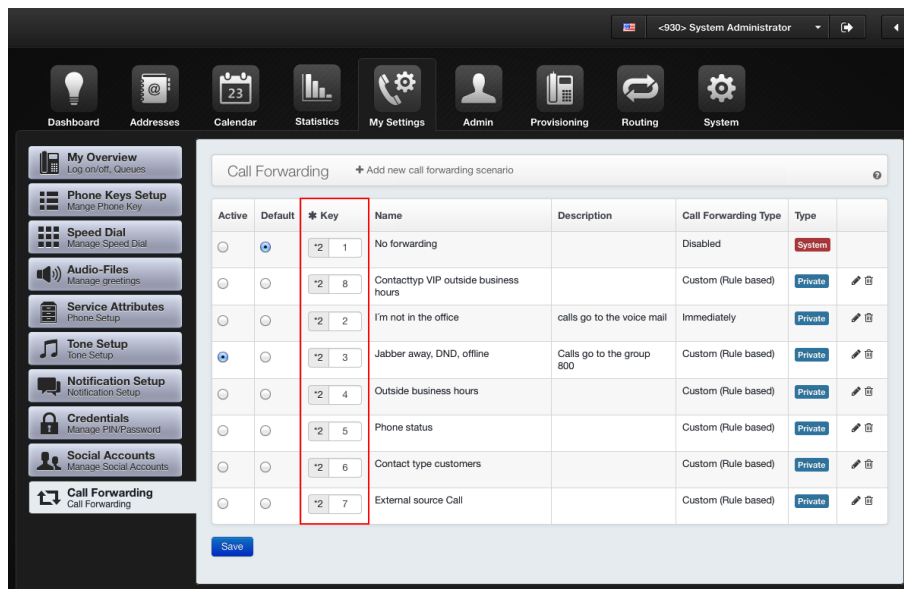 <930> System Administrator
23
@
Dashboard Addresses Calendar Statistics My Settings Admin Provisioning Routing System
My Overview
Log on/off, Queues
Phone Keys Setup
Mange Phone Key
Speed Dial
Manage Speed Dial
Audio-Files
Manage greetings
Service Attributes
Phone Setup
Tone Setup
Tone Setup
Notification Setup
Notification Setup
Credentials
Manage PIN/Password
Social Accounts
Manage Social Accounts
Call Forwarding
Call Forwarding
Call Forwarding + Add new call forwarding scenario ?
Active Default ✱ Key Name Description Call Forwarding Type Type
*2 1 No forwarding Disabled System
*2 8 Contacttyp VIP outside business
hours Custom (Rule based) Private
*2 2 I'm not in the office calls go to the voice mail Immediately Private
*2 3 Jabber away, DND, offline Calls go to the group
800 Custom (Rule based) Private
*2 4 Outside business hours Custom (Rule based) Private
*2 5 Phone status Custom (Rule based) Private
*2 6 Contact type customers Custom (Rule based) Private
*2 7 External source Call Custom (Rule based) Private
Save